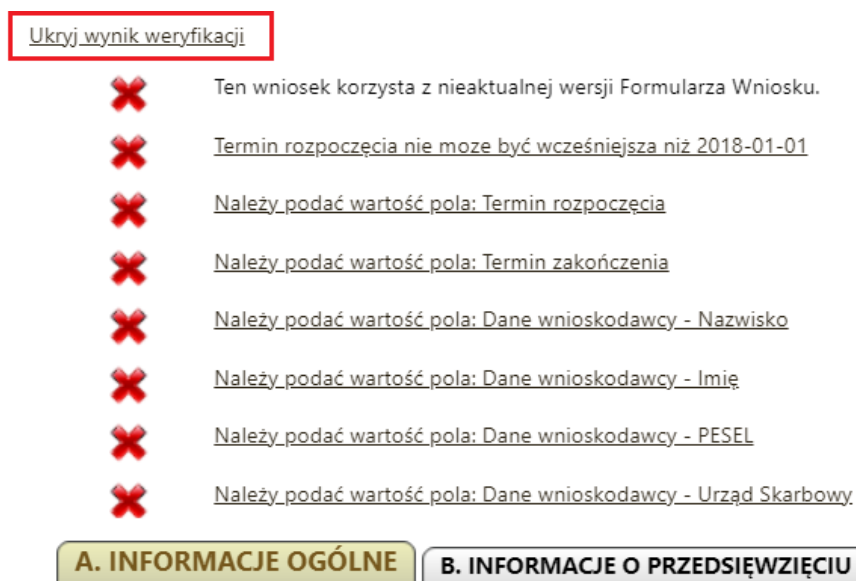 Ukryj wynik weryfikacji
Ten wniosek korzysta z nieaktualnej wersji Formularza Wniosku.
Termin rozpoczęcia nie moze być wcześniejsza niż 2018-01-01
Należy podać wartość pola: Termin rozpoczęcia
Należy podać wartość pola: Termin zakończenia
Należy podać wartość pola: Dane wnioskodawcy - Nazwisko
Należy podać wartość pola: Dane wnioskodawcy - Imię
Należy podać wartość pola: Dane wnioskodawcy - PESEL
Należy podać wartość pola: Dane wnioskodawcy - Urząd Skarbowy
A. INFORMACJE OGÓLNE
B. INFORMACJE O PRZEDSIĘWZIĘCIU